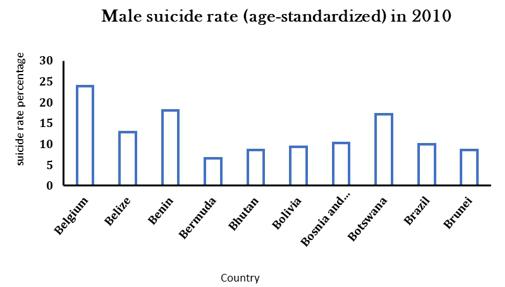 Male suicide rate (age-standardized) in 2010
suicide rate percentage
30
25
20
15
10
5
0
Belgium
Belize
Benin
Bermuda
Bhutan
Bolivia
Bosnia and...
Botswana
Brazil
Brunei
Country